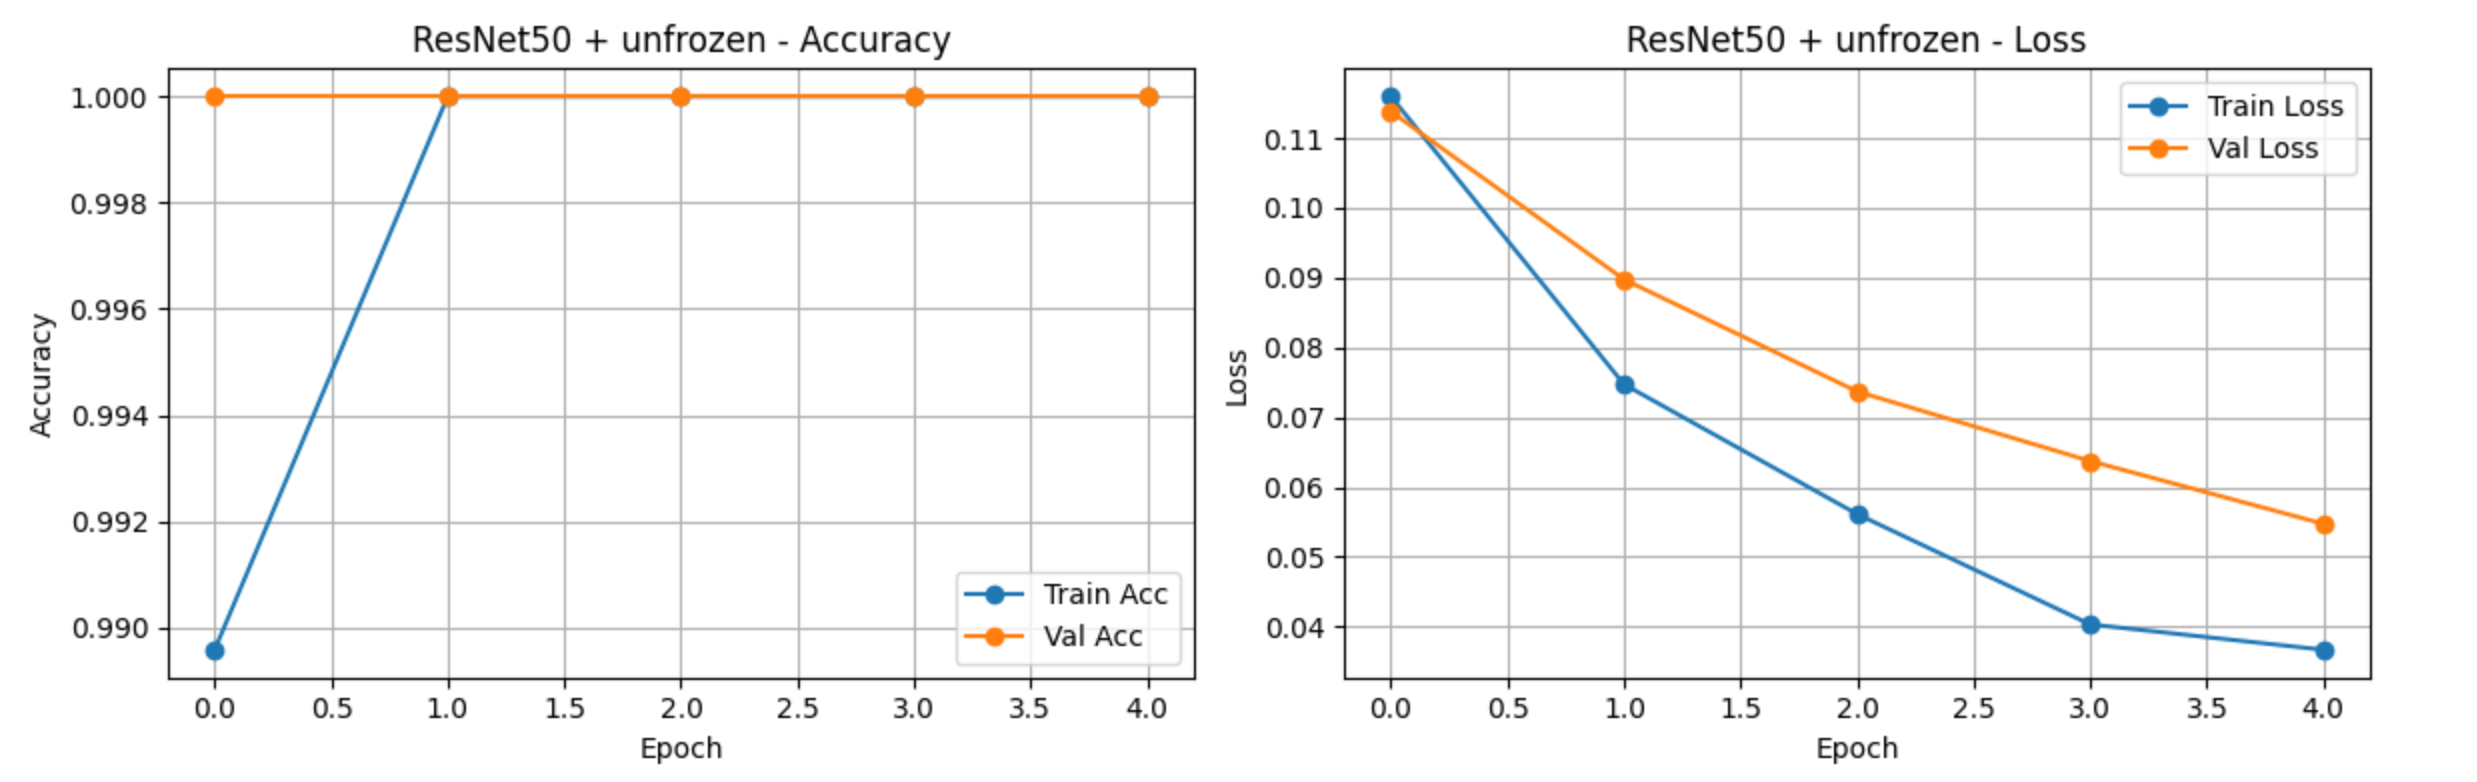 ResNet50 + unfrozen - Accuracy
1.000
0.998
0.996
0.994
0.992
0.990
Accuracy
Train Acc
Val Acc
0.0 0.5 1.0 1.5 2.0 2.5 3.0 3.5 4.0
Epoch
ResNet50 + unfrozen - Loss
0.11
0.10
0.09
0.08
0.07
0.06
0.05
0.04
Loss
Train Loss
Val Loss
0.0 0.5 1.0 1.5 2.0 2.5 3.0 3.5 4.0
Epoch